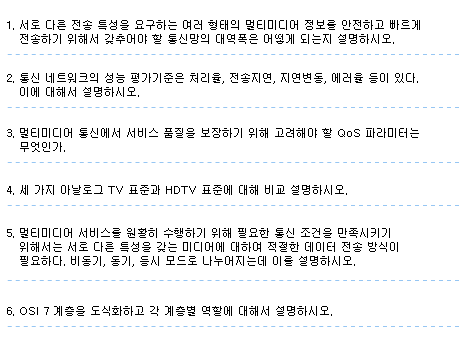 1. 서로 다른 전송 특성을 요구하는 여러 형태의 멀티미디어 정보를 안전하고 빠르게
전송하기 위해서 갖추어야 할 통신망의 대역폭은 어떻게 되는지 설명하시오.
2. 통신 네트워크의 성능 평가기준은 처리율, 전송지연, 지연변동, 에러율 등이 있다.
이에 대해서 설명하시오.
3. 멀티미디어 통신에서 서비스 품질을 보장하기 위해 고려해야 할 QoS 파라미터는
무엇인가.
4. 세 가지 아날로그 TV 표준과 HDTV 표준에 대해 비교 설명하시오.
5. 멀티미디어 서비스를 원활히 수행하기 위해 필요한 통신 조건을 만족시키기
위해서는 서로 다른 특성을 갖는 미디어에 대하여 적절한 데이터 전송 방식이
필요하다. 비동기, 동기, 등시 모드로 나누어지는데 이를 설명하시오.
6. OSI 7 계층을 도식화하고 각 계층별 역할에 대해서 설명하시오.